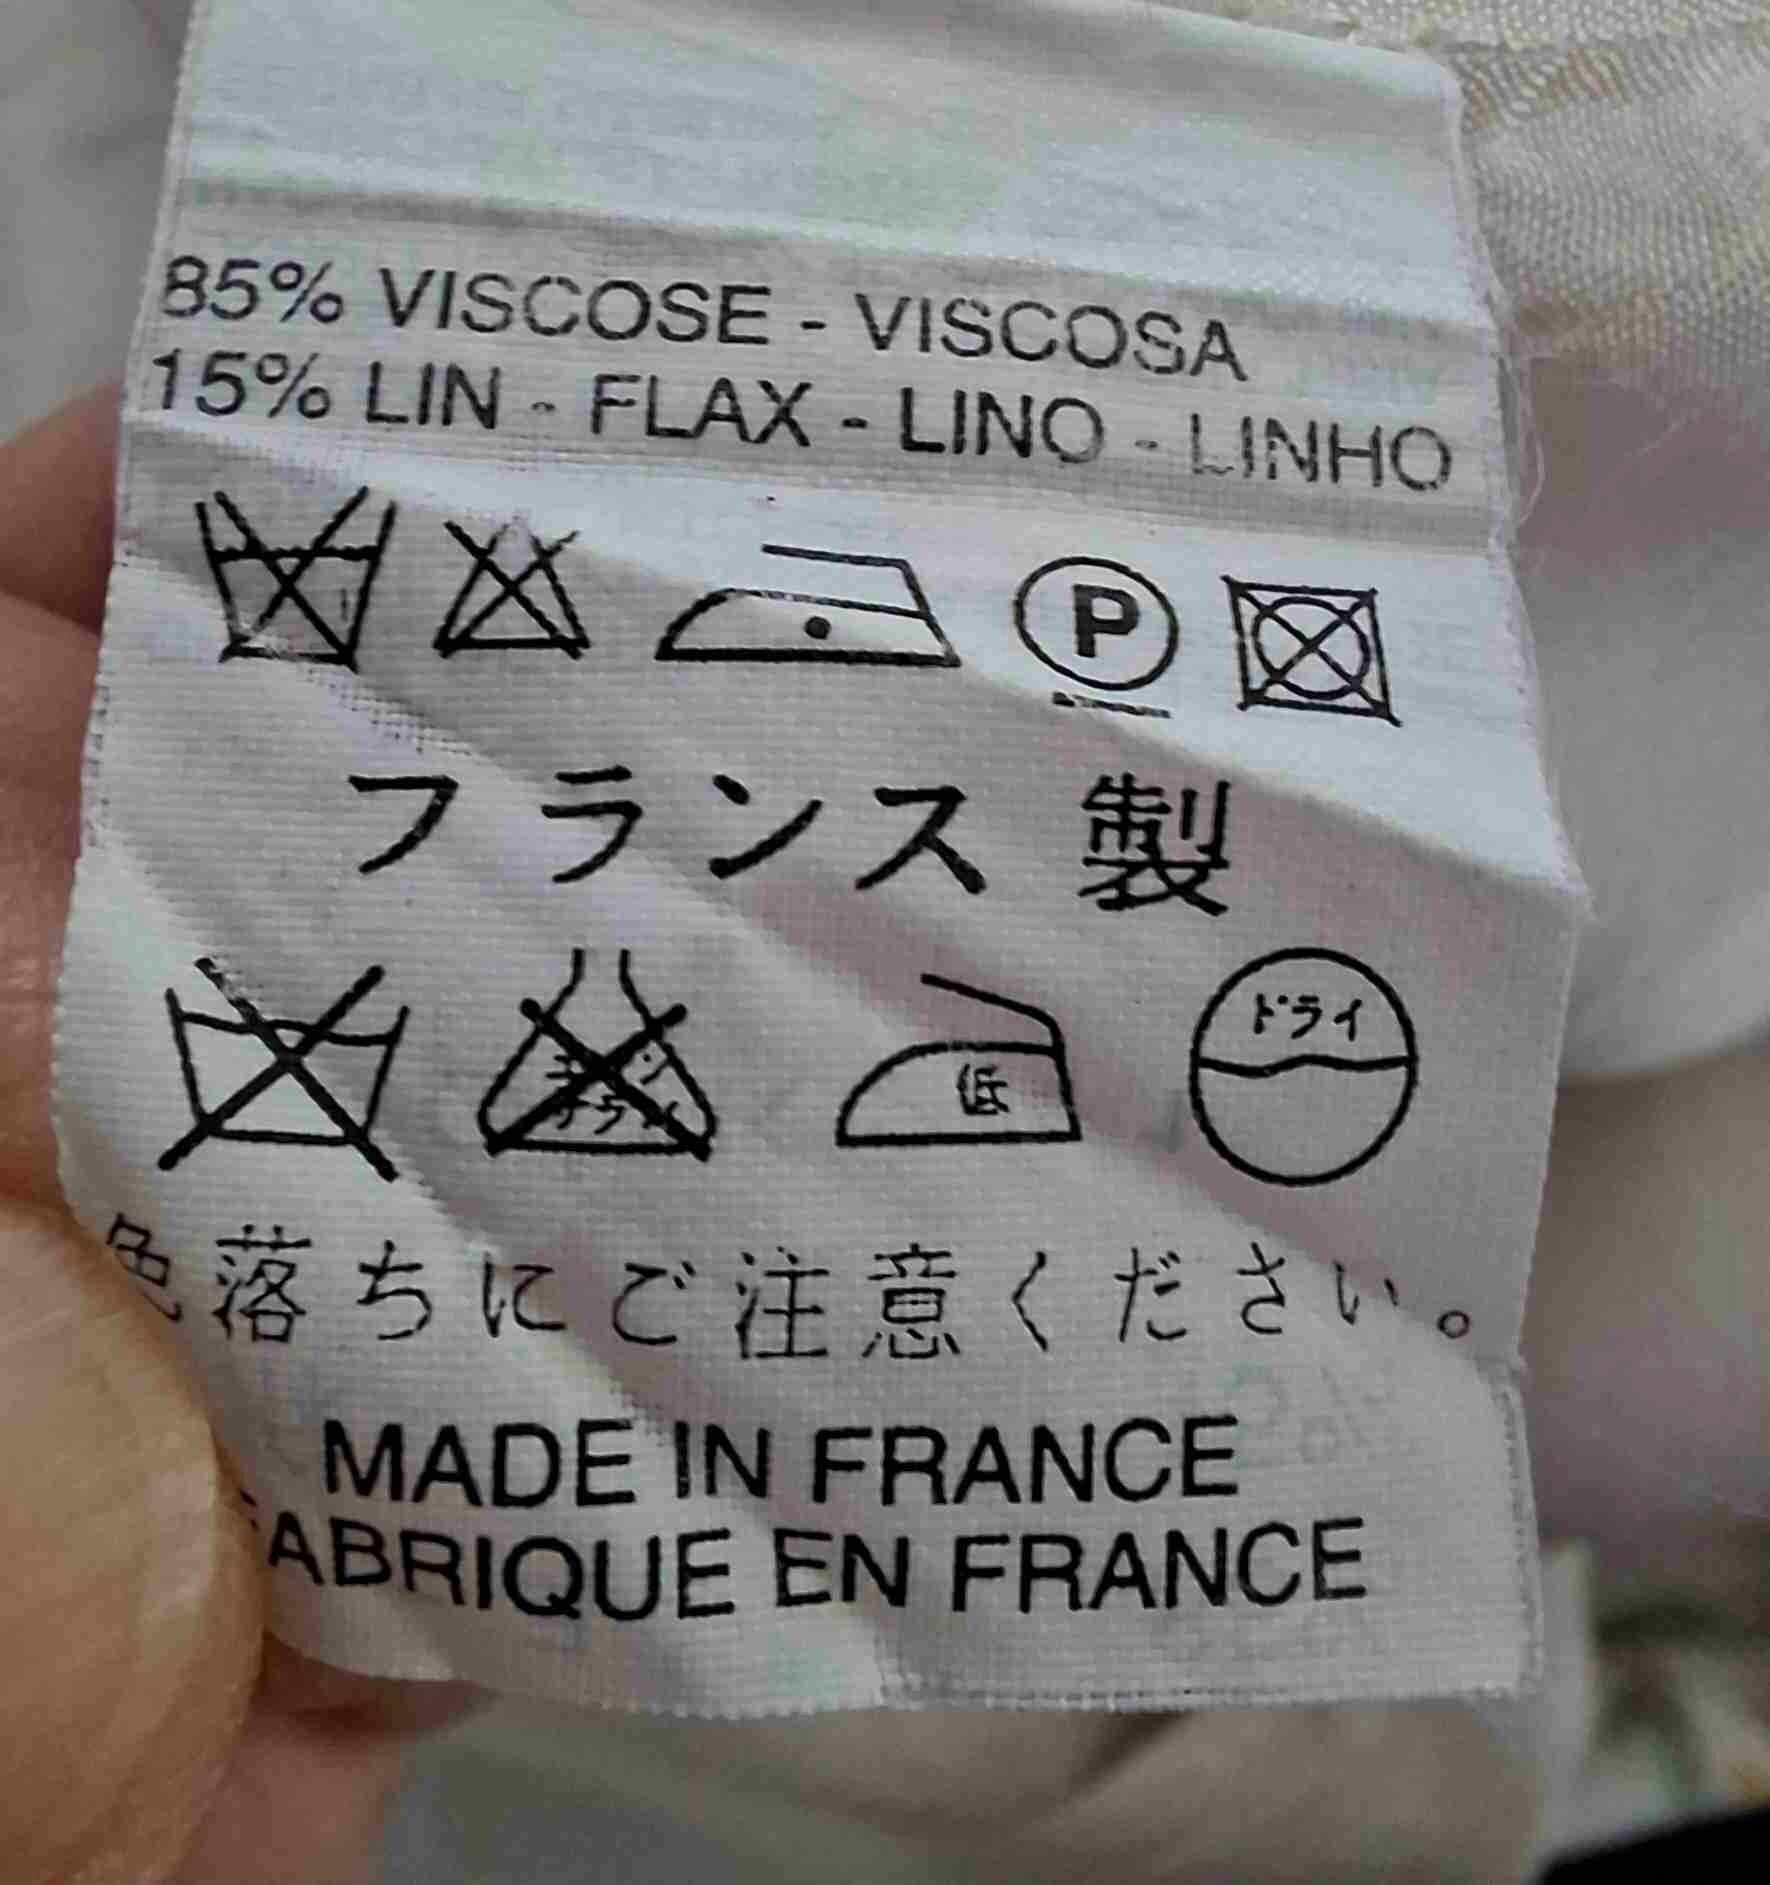 85% VISCOSE - VISCOSA
15% LIN - FLAX - LINO - LINHO
P
フランス製
低
ドライ
色落ちにご注意ください。
MADE IN FRANCE
FABRIQUE EN FRANCE